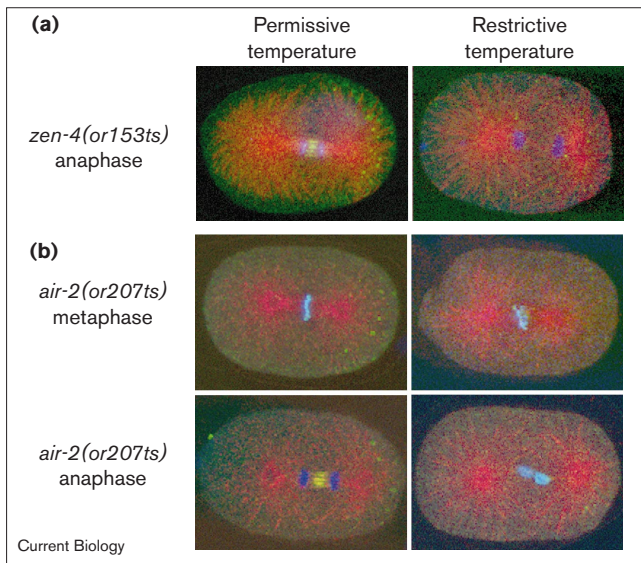 (a)
Permissive
temperature
Restrictive
temperature
zen-4(or153ts)
anaphase
(b)
air-2(or207ts)
metaphase
air-2(or207ts)
anaphase
Current Biology